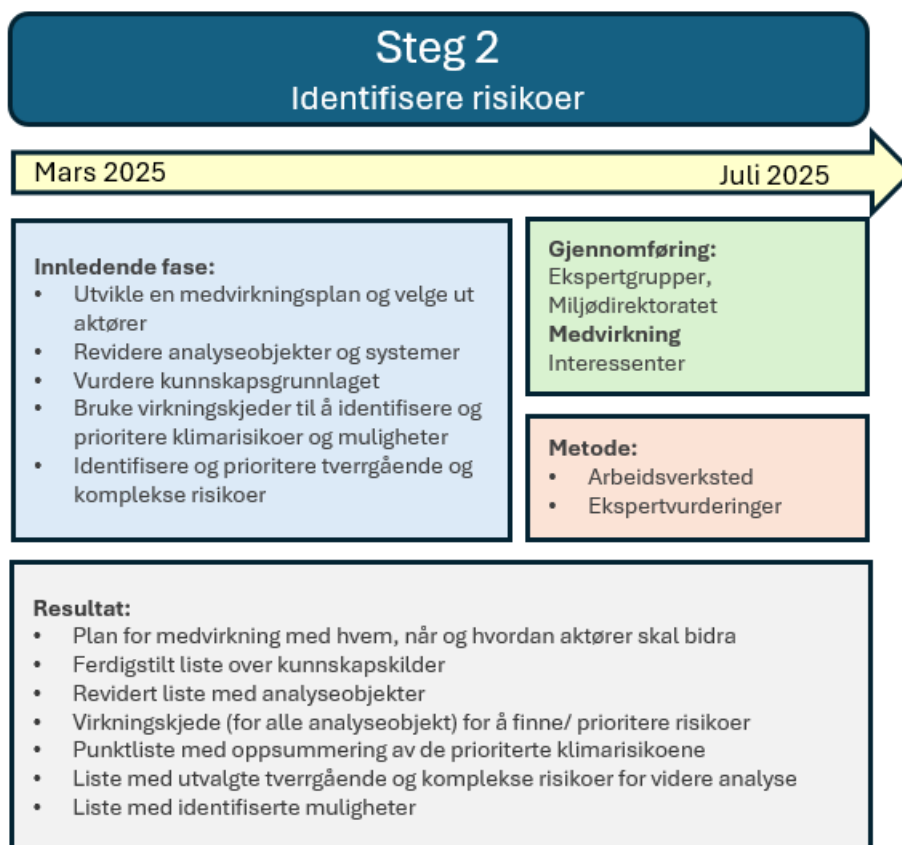 Steg 2
Identifisere risikoer
Mars 2025
Juli 2025
Innledende fase:
• Utvikle en medvirkningsplan og velge ut
aktører
• Revidere analyseobjekter og systemer
• Vurdere kunnskapsgrunnlaget
• Bruke virkningskjeder til å identifisere og
prioritere klimarisikoer og muligheter
• Identifisere og prioritere tverrgående og
komplekse risikoer
Gjennomføring:
Ekspertgrupper,
Miljødirektoratet
Medvirkning
Interessenter
Metode:
• Arbeidsverksted
• Ekspertvurderinger
Resultat:
• Plan for medvirkning med hvem, når og hvordan aktører skal bidra
• Ferdigstilt liste over kunnskapskilder
• Revidert liste med analyseobjekter
• Virkningskjede (for alle analyseobjekt) for å finne/ prioritere risikoer
• Punktliste med oppsummering av de prioriterte klimarisikoene
• Liste med utvalgte tverrgående og komplekse risikoer for videre analyse
• Liste med identifiserte muligheter